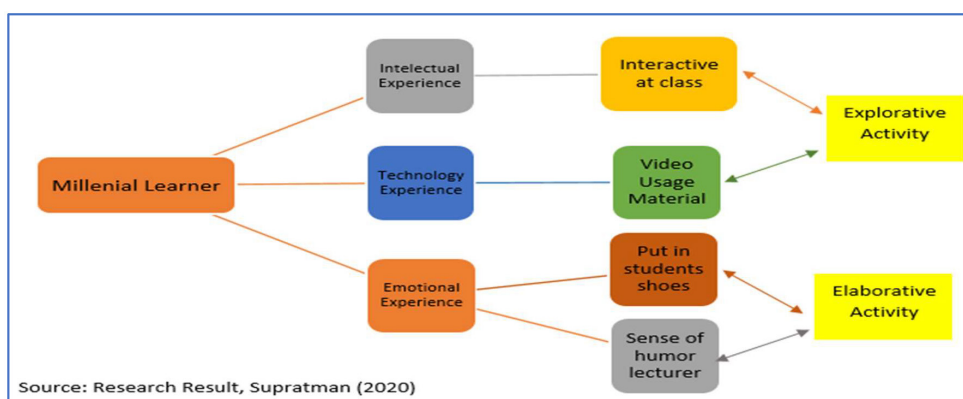 Intelectual
Experience
Interactive
at class
Explorative
Activity
Millenial Learner
Technology
Experience
Video
Usage
Material
Put in
students
shoes
Emotional
Experience
Elaborative
Activity
Sense of
humor
lecturer
Source: Research Result, Supratman (2020)